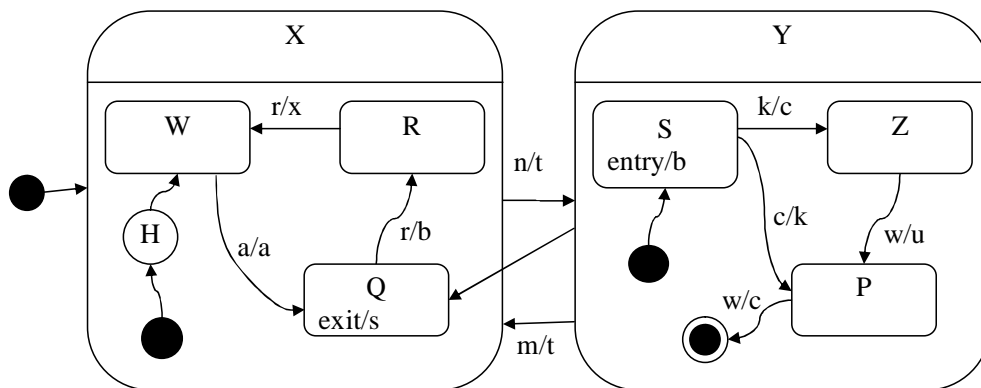 X
Y
W
r/x
R
S
entry/b
k/c
Z
n/t
H
a/a
r/b
c/k
w/u
Q
exit/s
P
w/c
m/t